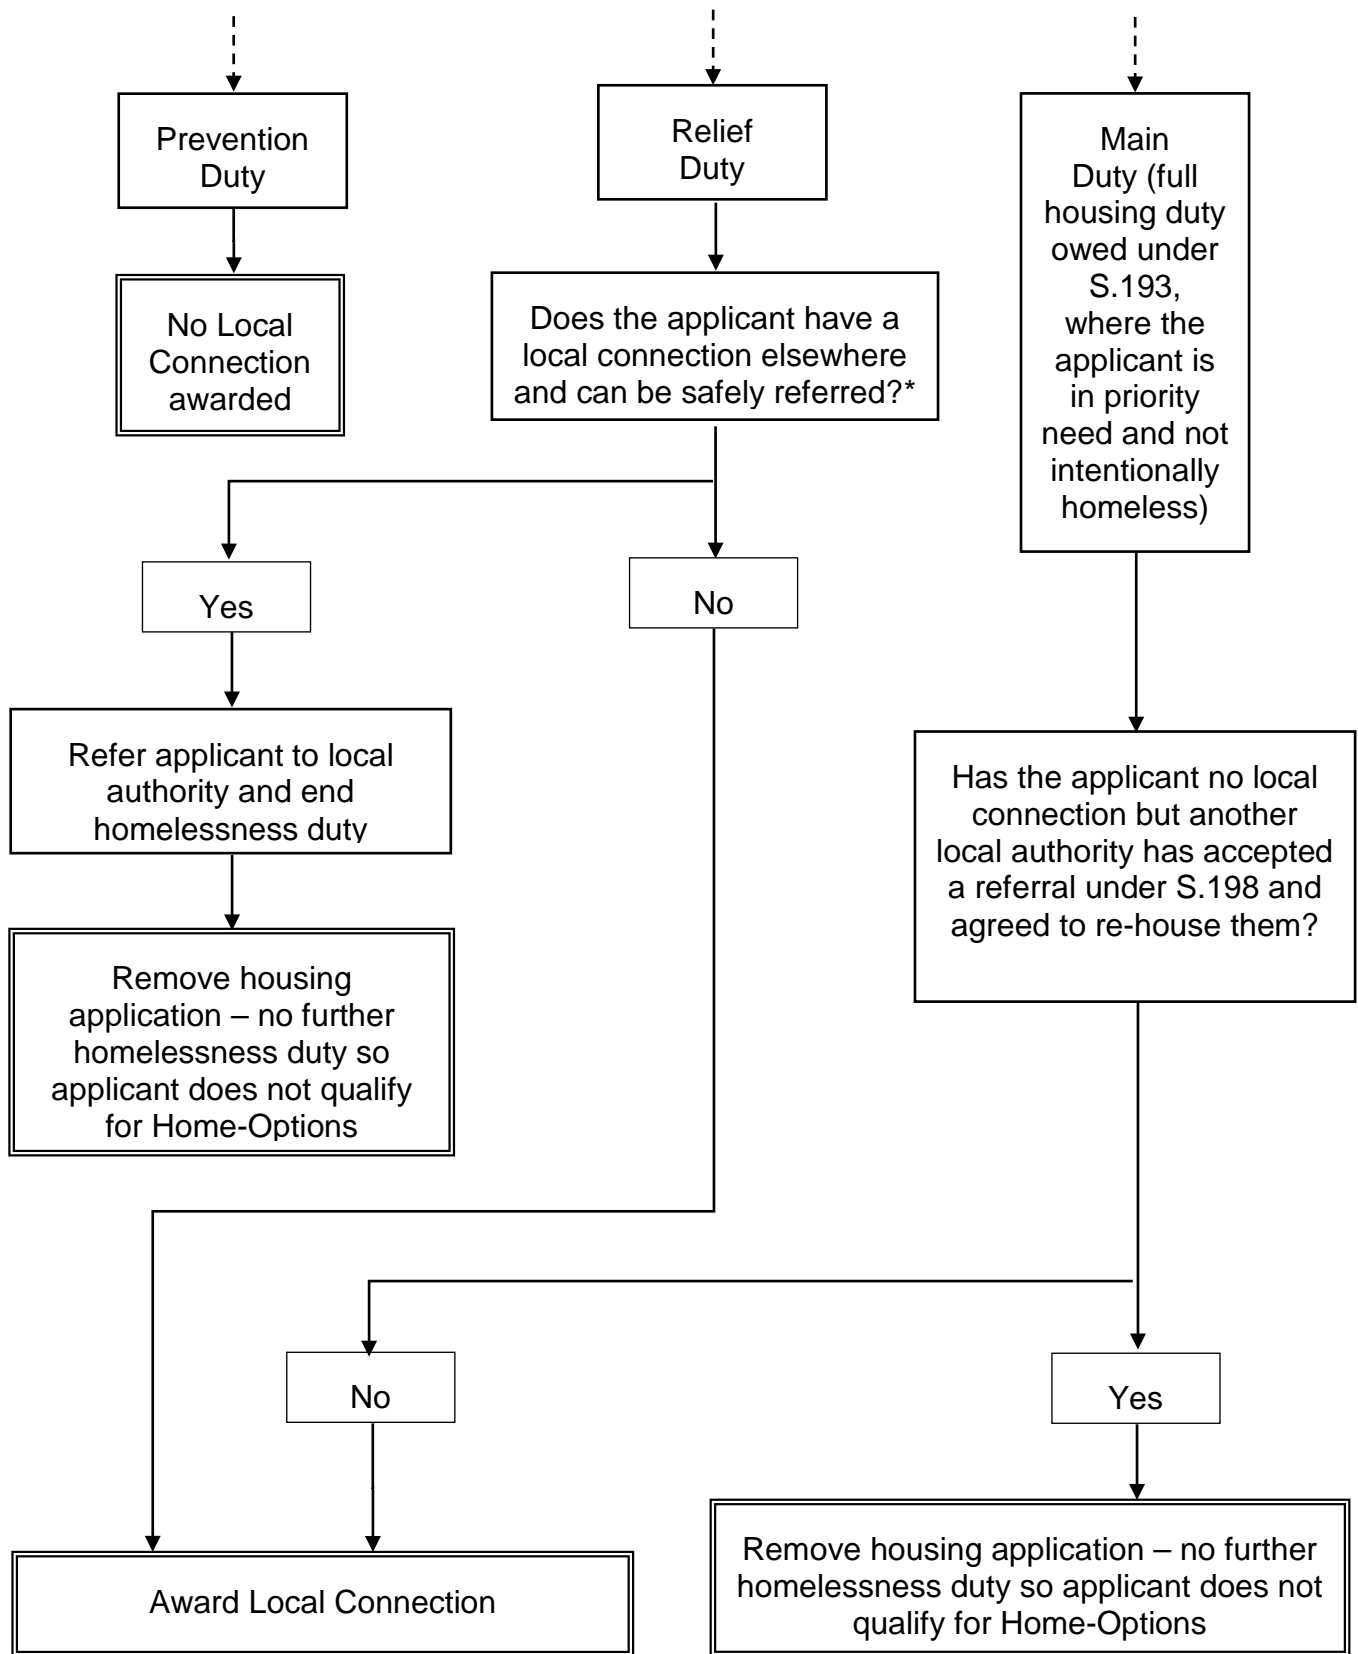 Prevention
Duty
Relief
Duty
Main
Duty (full
housing duty
owed under
S.193,
where the
applicant is
in priority
need and not
intentionally
homeless)
No Local
Connection
awarded
Does the applicant have a
local connection elsewhere
and can be safely referred?*
Yes
No
Refer applicant to local
authority and end
homelessness duty
Has the applicant no local
connection but another
local authority has accepted
a referral under S.198 and
agreed to re-house them?
Remove housing
application – no further
homelessness duty so
applicant does not qualify
for Home-Options
No
Yes
Award Local Connection
Remove housing application – no further
homelessness duty so applicant does not
qualify for Home-Options